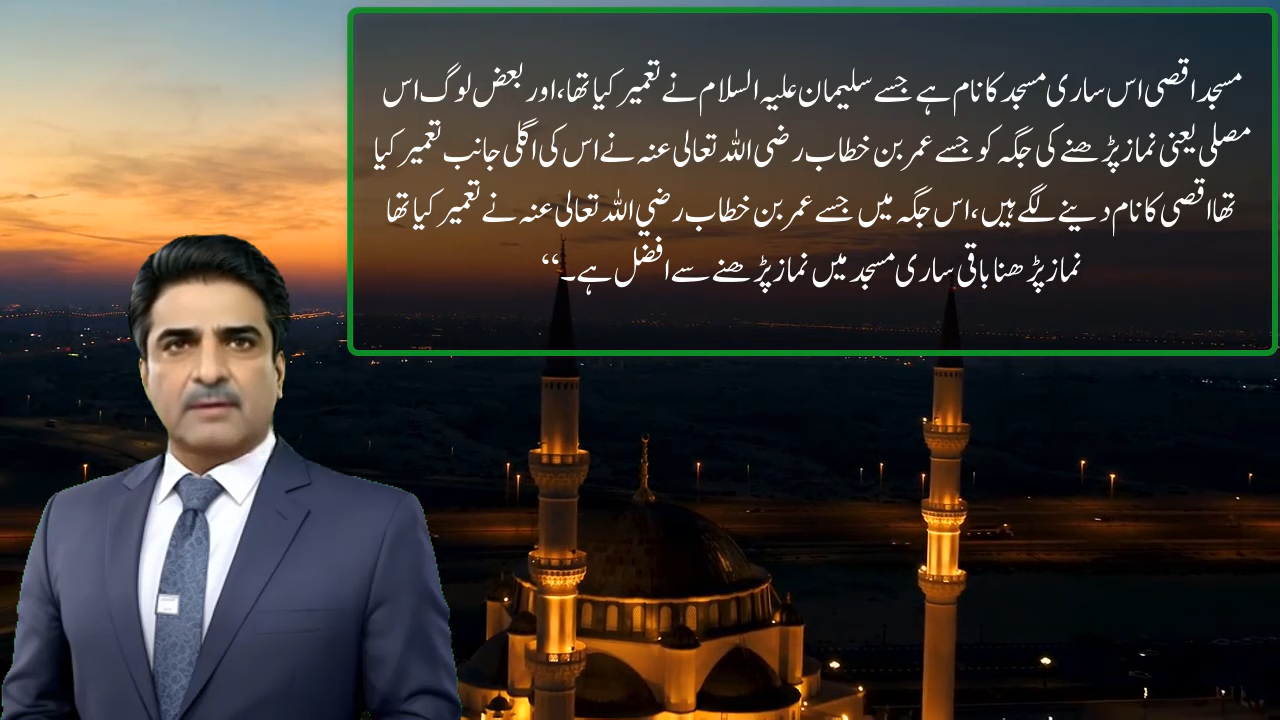 مسجد اقصی اس ساری مسجد کا نام ہے جسے سلیمان علیہ السلام نے تعمیر کیا تھا، اور بعض لوگ اس
مصلی یعنی نماز پڑھنے کی جگہ کو جسے عمر بن خطاب رضی اللہ تعالی عنہ نے اس کی اگلی جانب تعمیر کیا
تھا اقصی کا نام دینے لگے ہیں، اس جگہ میں جسے عمر بن خطاب رضي اللہ تعالی عنہ نے تعمیر کیا تھا
نماز پڑھنا باقی ساری مسجد میں نماز پڑھنے سے افضل ہے۔‘‘